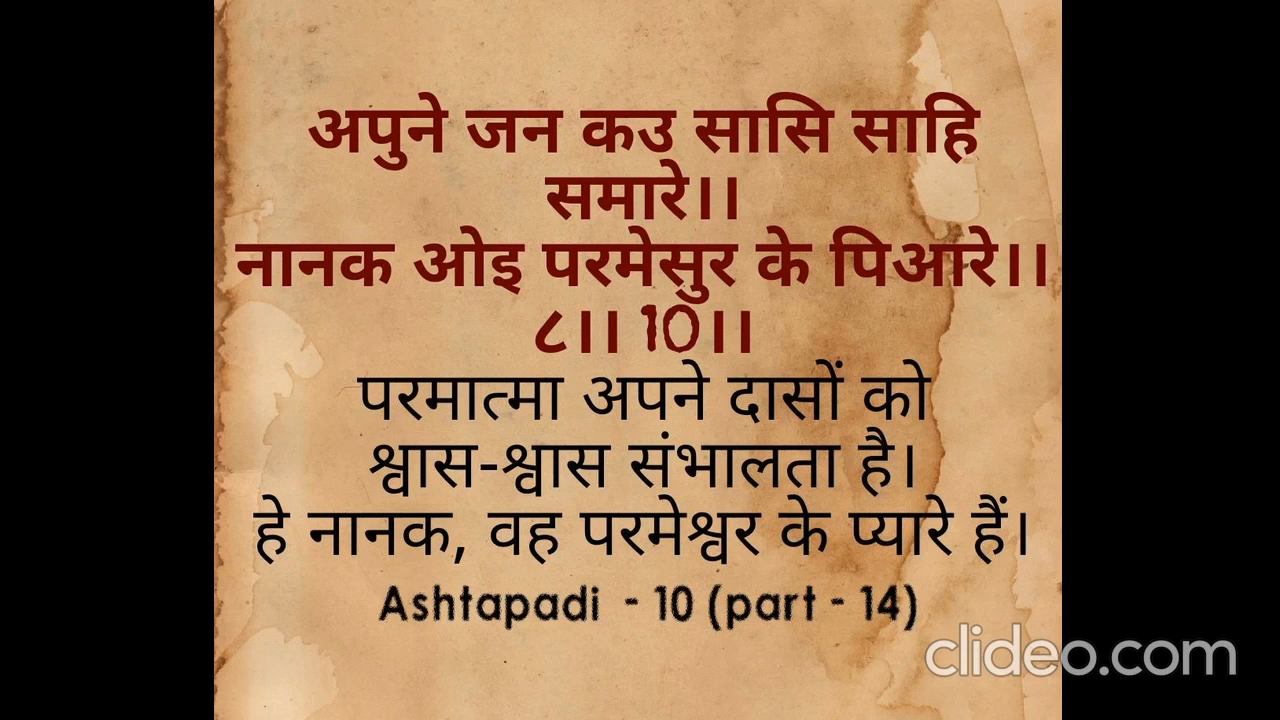 अपुने जन कउ सासि साहि
समारे।।
नानक ओइ परमेसुर के पिआरे।।
८।। 10।।
परमात्मा अपने दासों को
श्वास-श्वास संभालता है।
हे नानक, वह परमेश्वर के प्यारे हैं।
Ashtapadi - 10 (part - 14)
clideo.com